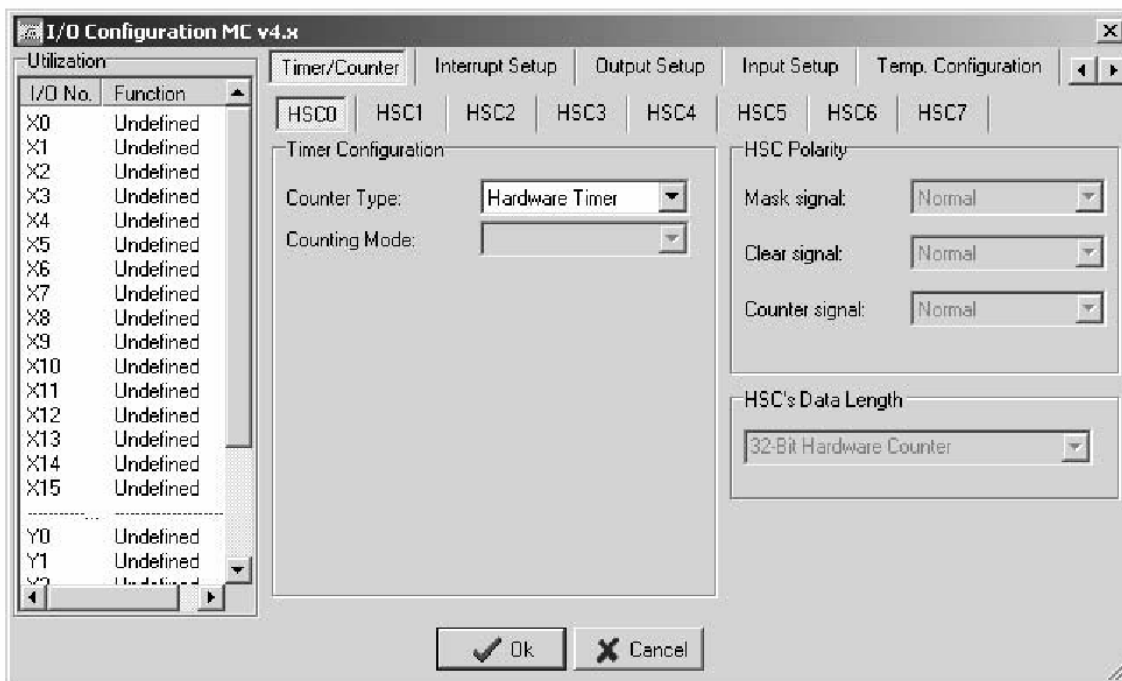 I/O Configuration MC v4.x
Utilization
I/O No. Function
X0 Undefined
X1 Undefined
X2 Undefined
X3 Undefined
X4 Undefined
X5 Undefined
X6 Undefined
X7 Undefined
X8 Undefined
X9 Undefined
X10 Undefined
X11 Undefined
X12 Undefined
X13 Undefined
X14 Undefined
X15 Undefined
Y0 Undefined
Y1 Undefined
Timer/Counter Interrupt Setup Output Setup Input Setup Temp. Configuration
HSC0 HSC1 HSC2 HSC3 HSC4 HSC5 HSC6 HSC7
Timer Configuration
Counter Type: Hardware Timer
Counting Mode:
HSC Polarity
Mask signal: Normal
Clear signal: Normal
Counter signal: Normal
HSC's Data Length
32-Bit Hardware Counter
Ok Cancel